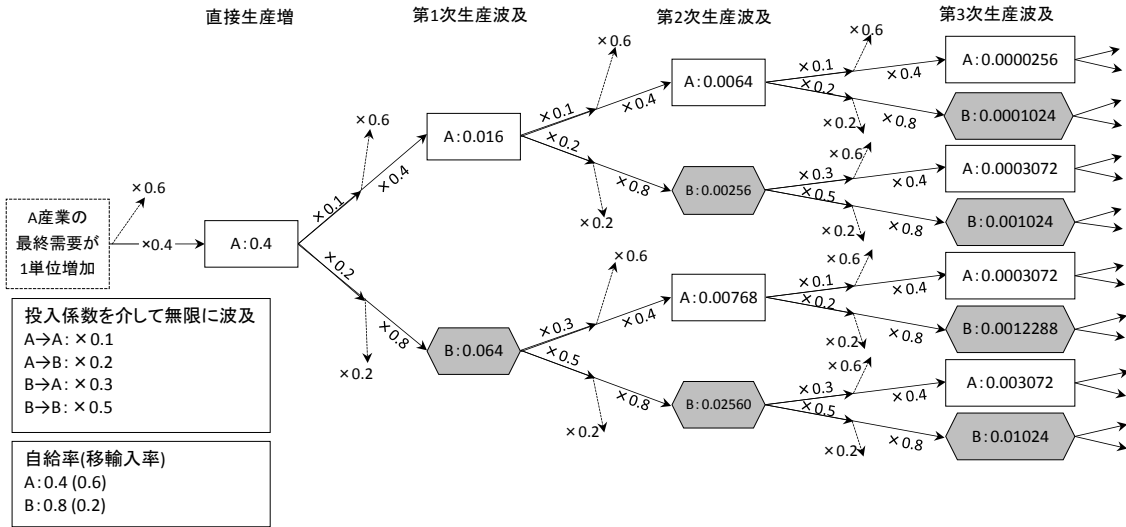 直接生産増
第1次生産波及
第2次生産波及
第3次生産波及
A産業の
最終需要が
1単位増加
×0.6
×0.4
A:0.4
×0.1
×0.6
×0.4
×0.2
×0.2
×0.8
A:0.016
×0.1
×0.6
×0.4
×0.2
×0.2
×0.8
B:0.064
×0.3
×0.6
×0.4
×0.5
×0.2
×0.8
A:0.0064
×0.1
×0.6
×0.4
×0.2
×0.2
×0.8
B:0.00256
×0.3
×0.6
×0.4
×0.5
×0.2
×0.8
A:0.00768
×0.1
×0.6
×0.4
×0.2
×0.2
×0.8
B:0.02560
×0.3
×0.6
×0.4
×0.5
×0.2
×0.8
A:0.0000256
B:0.0001024
A:0.0003072
B:0.001024
A:0.0003072
B:0.0012288
A:0.003072
B:0.01024
投入係数を介して無限に波及
A→A: ×0.1
A→B: ×0.2
B→A: ×0.3
B→B: ×0.5
自給率(移輸入率)
A:0.4 (0.6)
B:0.8 (0.2)